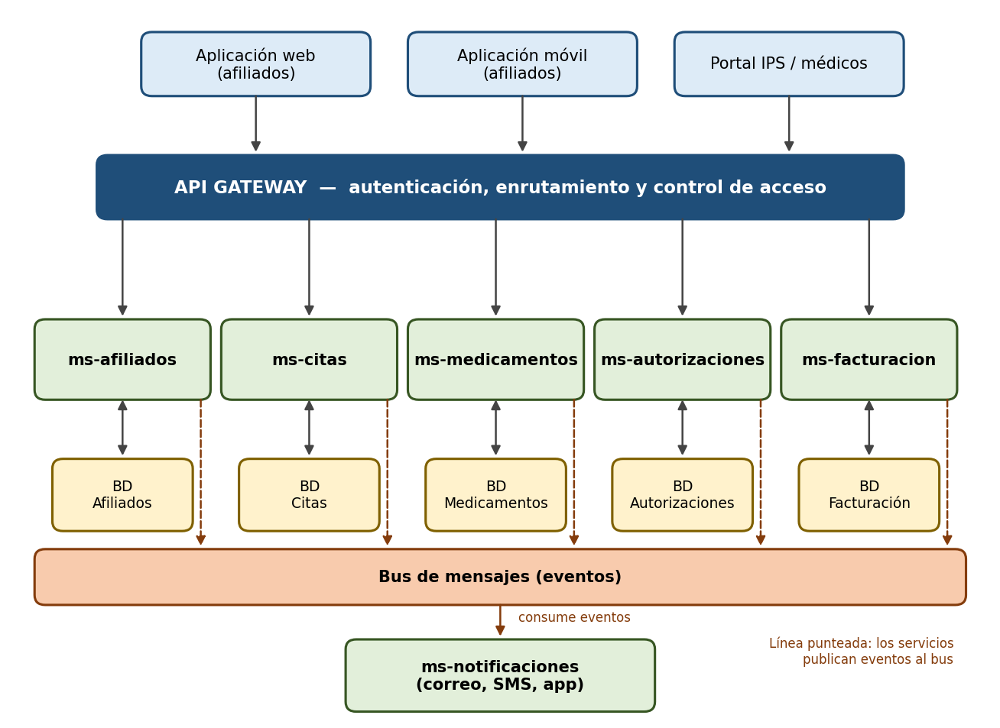 Aplicación web
(afiliados)
Aplicación móvil
(afiliados)
Portal IPS / médicos
API GATEWAY — autenticación, enrutamiento y control de acceso
ms-afiliados
ms-citas
ms-medicamentos
ms-autorizaciones
ms-facturacion
BD
Afiliados
BD
Citas
BD
Medicamentos
BD
Autorizaciones
BD
Facturación
Bus de mensajes (eventos)
consume eventos
Línea punteada: los servicios
publican eventos al bus
ms-notificaciones
(correo, SMS, app)